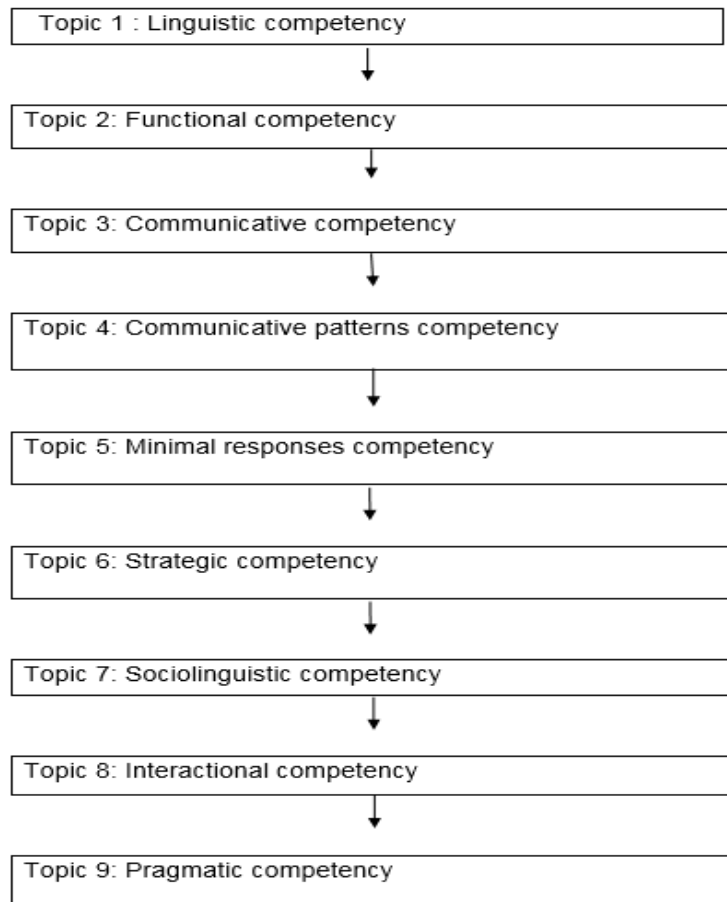 Topic 1 : Linguistic competency
Topic 2: Functional competency
Topic 3: Communicative competency
Topic 4: Communicative patterns competency
Topic 5: Minimal responses competency
Topic 6: Strategic competency
Topic 7: Sociolinguistic competency
Topic 8: Interactional competency
Topic 9: Pragmatic competency